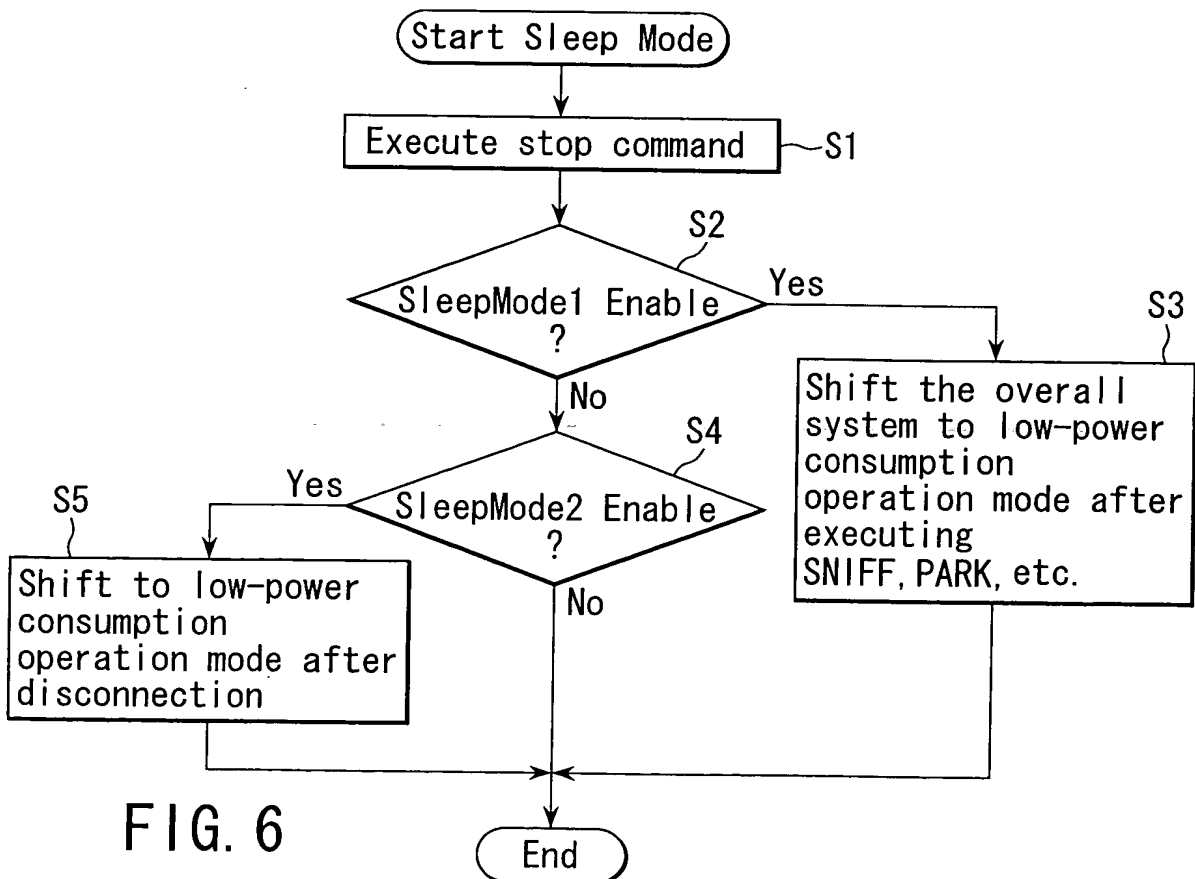 Start Sleep Mode
Execute stop command
S1
S2
SleepMode1 Enable
?
Yes
No
S3
Shift the overall
system to low-power
consumption
operation mode after
executing
SNIFF, PARK, etc.
S4
SleepMode2 Enable
?
Yes
No
S5
Shift to low-power
consumption
operation mode after
disconnection
End
FIG. 6